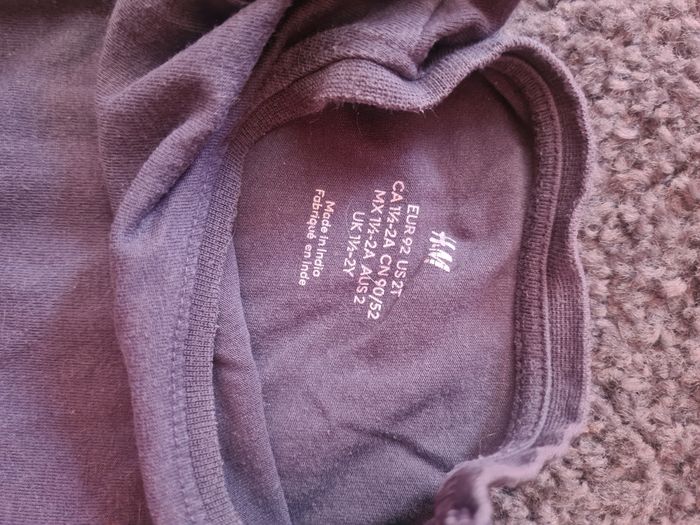 H&M
EUR 92 US 2T
CA 1½-2A CN 90/52
MX 1½-2A AUS 2
UK 1½-2Y
Made in India
Fabriqué en Inde